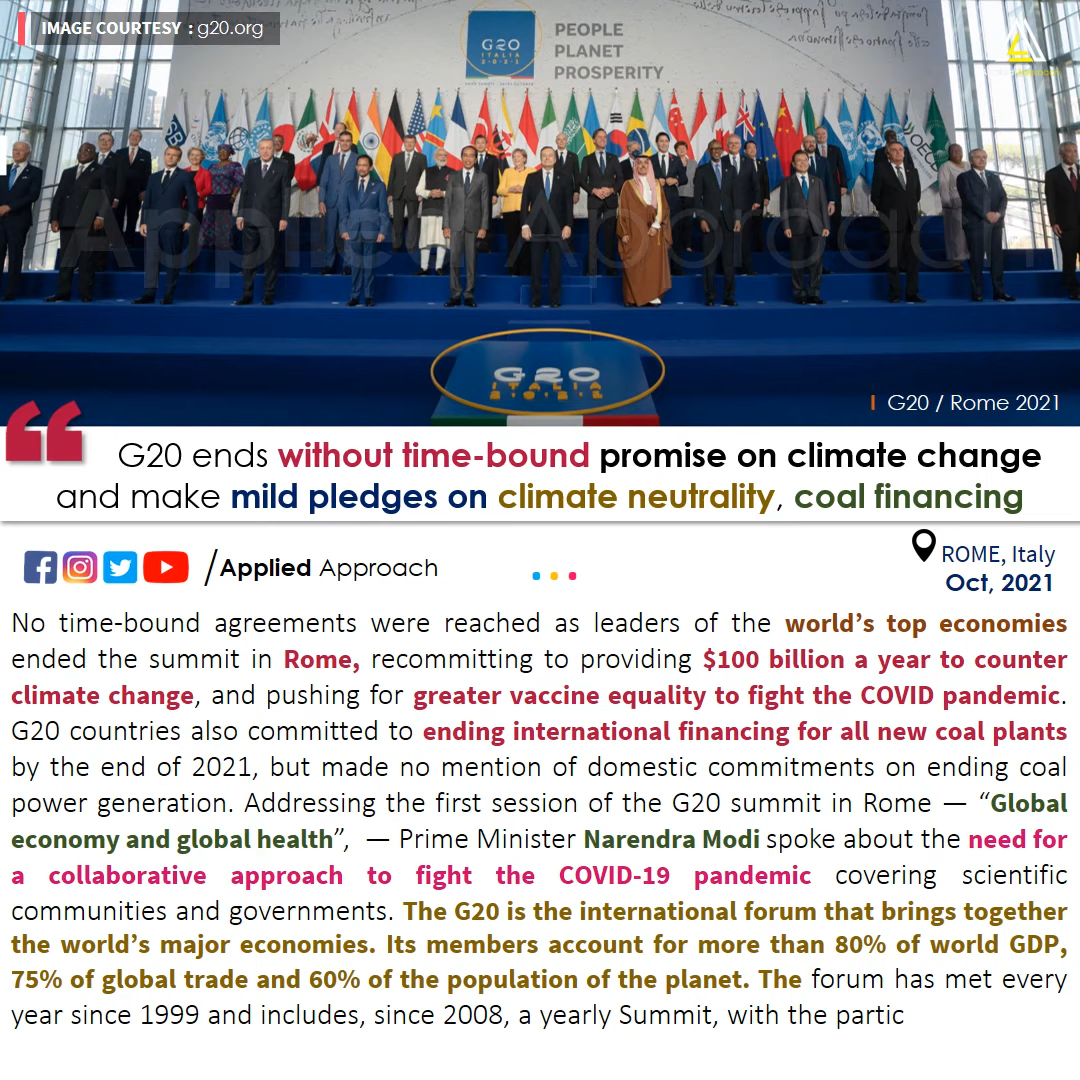 IMAGE COURTESY : g20.org
G20
ITALIA
2021
PEOPLE
PLANET
PROSPERITY
OECD
Applied Approach
G20
ITALIA
2021
G20 / Rome 2021
G20 ends without time-bound promise on climate change
and make mild pledges on climate neutrality, coal financing
/Applied Approach
ROME, Italy
Oct, 2021
No time-bound agreements were reached as leaders of the world’s top economies
ended the summit in Rome, recommitting to providing $100 billion a year to counter
climate change, and pushing for greater vaccine equality to fight the COVID pandemic.
G20 countries also committed to ending international financing for all new coal plants
by the end of 2021, but made no mention of domestic commitments on ending coal
power generation. Addressing the first session of the G20 summit in Rome — “Global
economy and global health”, — Prime Minister Narendra Modi spoke about the need for
a collaborative approach to fight the COVID-19 pandemic covering scientific
communities and governments. The G20 is the international forum that brings together
the world’s major economies. Its members account for more than 80% of world GDP,
75% of global trade and 60% of the population of the planet. The forum has met every
year since 1999 and includes, since 2008, a yearly Summit, with the partic